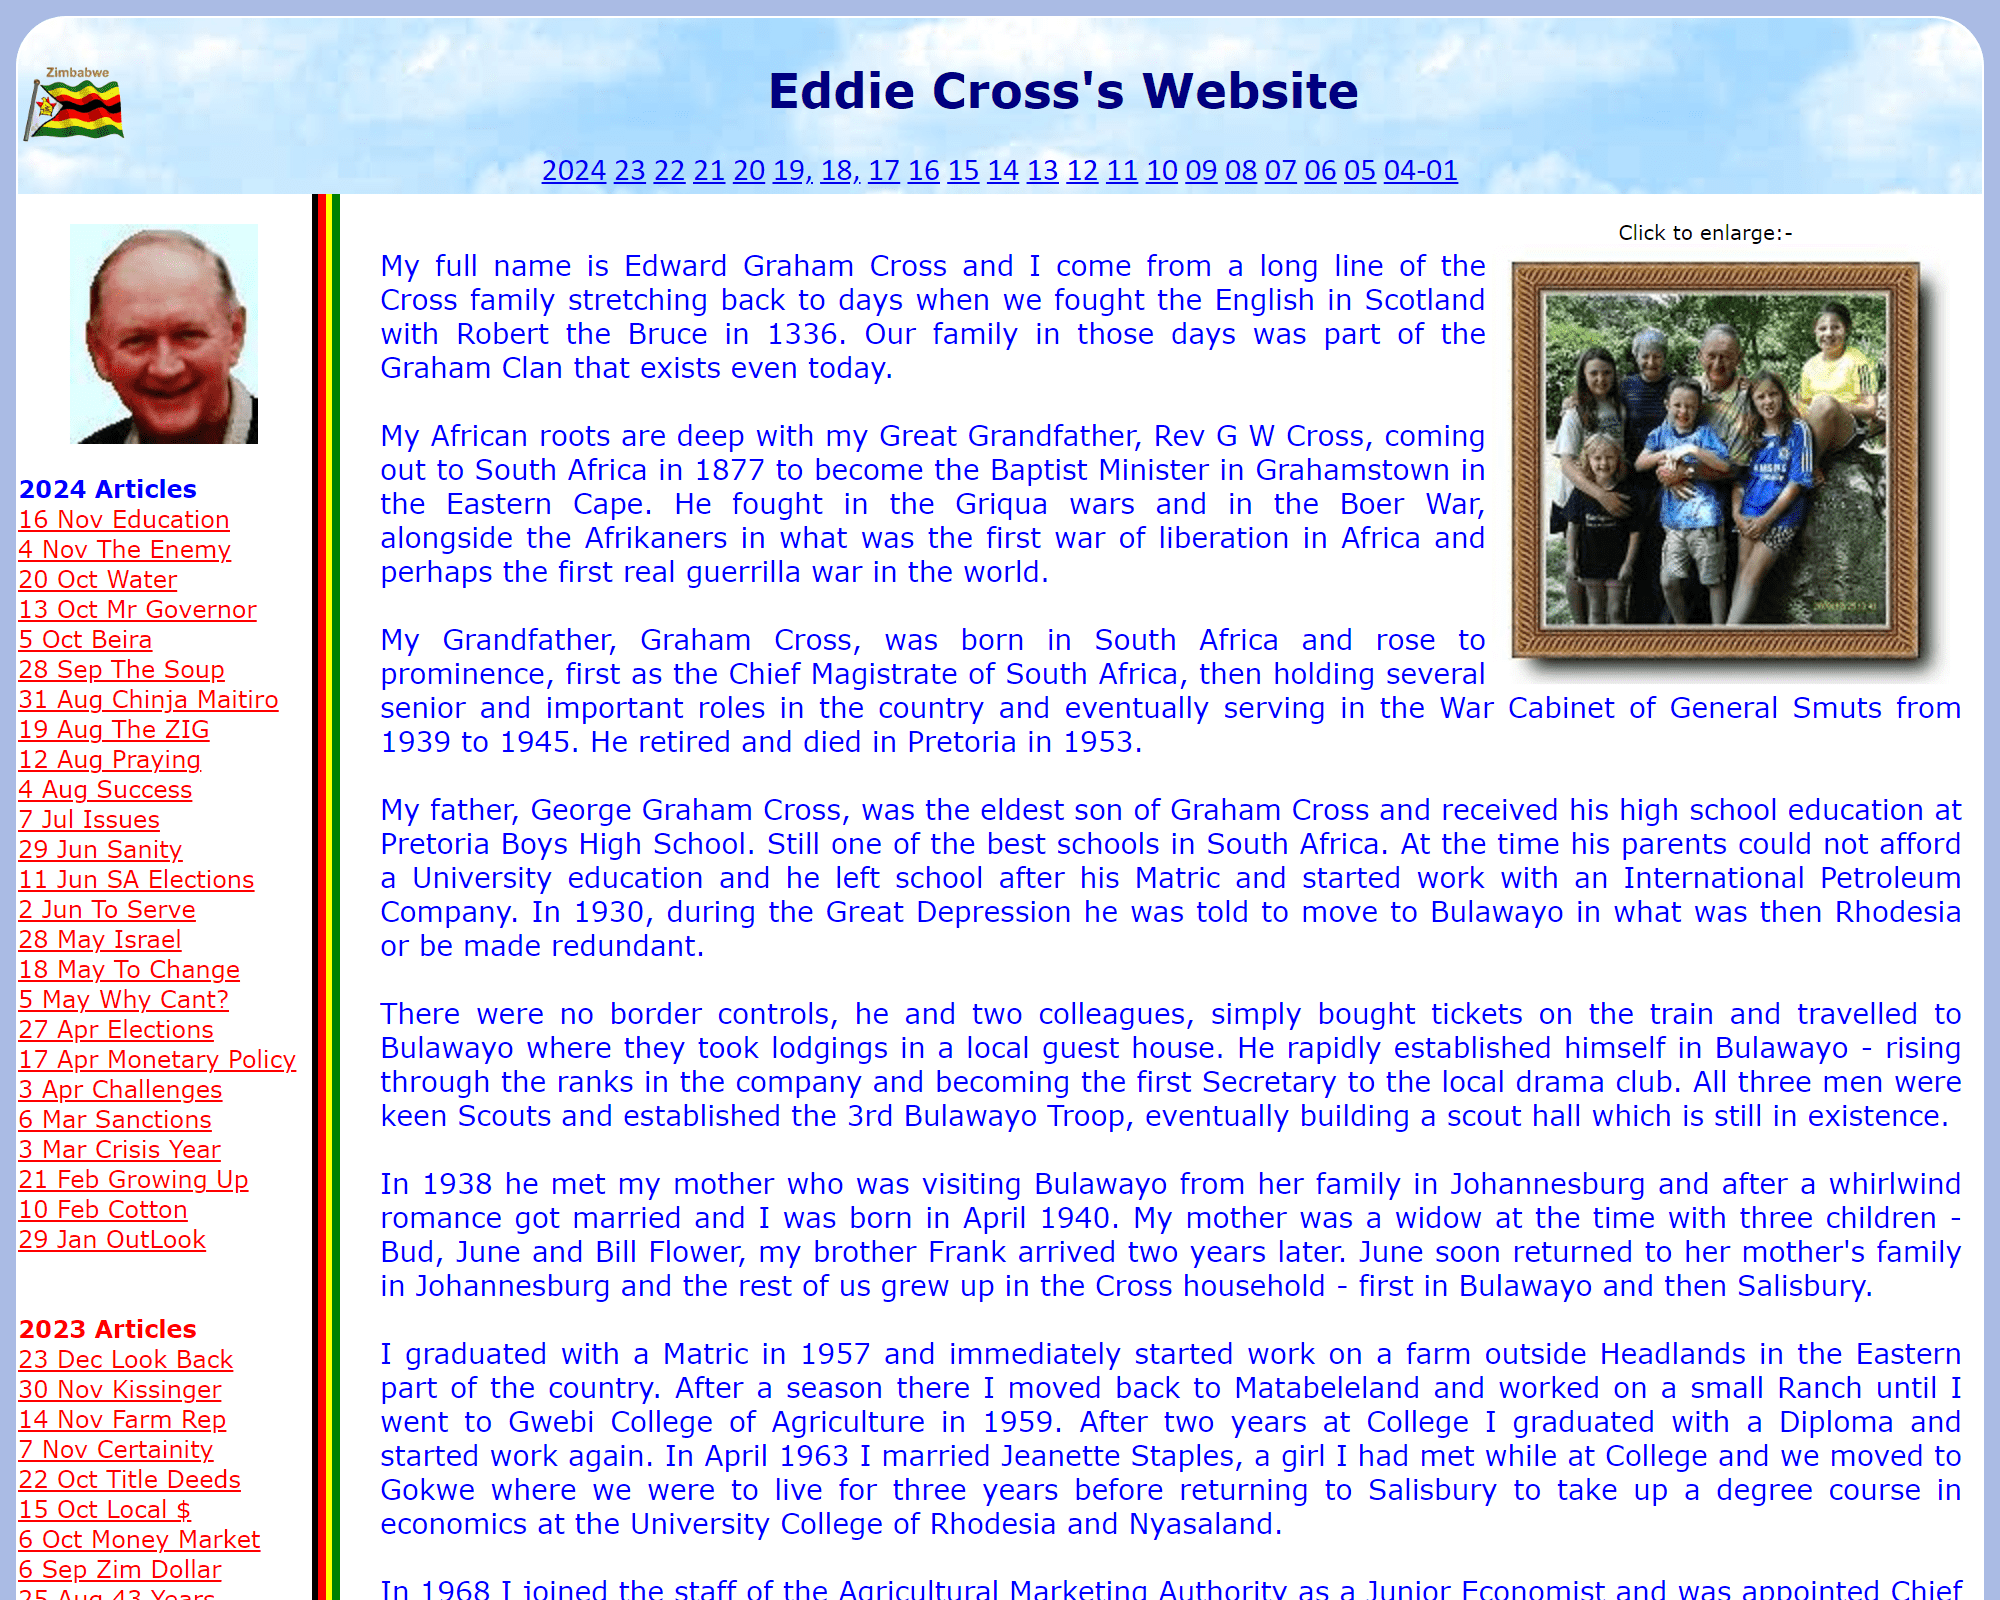 Zimbabwe
Eddie Cross's Website
2024 23 22 21 20 19, 18, 17 16 15 14 13 12 11 10 09 08 07 06 05 04-01
2024 Articles
16 Nov Education
4 Nov The Enemy
20 Oct Water
13 Oct Mr Governor
5 Oct Beira
28 Sep The Soup
31 Aug Chinja Maitiro
19 Aug The ZIG
12 Aug Praying
4 Aug Success
7 Jul Issues
29 Jun Sanity
11 Jun SA Elections
2 Jun To Serve
28 May Israel
18 May To Change
5 May Why Cant?
27 Apr Elections
17 Apr Monetary Policy
3 Apr Challenges
6 Mar Sanctions
3 Mar Crisis Year
21 Feb Growing Up
10 Feb Cotton
29 Jan OutLook
2023 Articles
23 Dec Look Back
30 Nov Kissinger
14 Nov Farm Rep
7 Nov Certainity
22 Oct Title Deeds
15 Oct Local $
6 Oct Money Market
6 Sep Zim Dollar
25 Aug 43 Years
Click to enlarge:-
My full name is Edward Graham Cross and I come from a long line of the
Cross family stretching back to days when we fought the English in Scotland
with Robert the Bruce in 1336. Our family in those days was part of the
Graham Clan that exists even today.
My African roots are deep with my Great Grandfather, Rev G W Cross, coming
out to South Africa in 1877 to become the Baptist Minister in Grahamstown in
the Eastern Cape. He fought in the Griqua wars and in the Boer War,
alongside the Afrikaners in what was the first war of liberation in Africa and
perhaps the first real guerrilla war in the world.
My Grandfather, Graham Cross, was born in South Africa and rose to
prominence, first as the Chief Magistrate of South Africa, then holding several
senior and important roles in the country and eventually serving in the War Cabinet of General Smuts from
1939 to 1945. He retired and died in Pretoria in 1953.
My father, George Graham Cross, was the eldest son of Graham Cross and received his high school education at
Pretoria Boys High School. Still one of the best schools in South Africa. At the time his parents could not afford
a University education and he left school after his Matric and started work with an International Petroleum
Company. In 1930, during the Great Depression he was told to move to Bulawayo in what was then Rhodesia
or be made redundant.
There were no border controls, he and two colleagues, simply bought tickets on the train and travelled to
Bulawayo where they took lodgings in a local guest house. He rapidly established himself in Bulawayo - rising
through the ranks in the company and becoming the first Secretary to the local drama club. All three men were
keen Scouts and established the 3rd Bulawayo Troop, eventually building a scout hall which is still in existence.
In 1938 he met my mother who was visiting Bulawayo from her family in Johannesburg and after a whirlwind
romance got married and I was born in April 1940. My mother was a widow at the time with three children -
Bud, June and Bill Flower, my brother Frank arrived two years later. June soon returned to her mother's family
in Johannesburg and the rest of us grew up in the Cross household - first in Bulawayo and then Salisbury.
I graduated with a Matric in 1957 and immediately started work on a farm outside Headlands in the Eastern
part of the country. After a season there I moved back to Matabeleland and worked on a small Ranch until I
went to Gwebi College of Agriculture in 1959. After two years at College I graduated with a Diploma and
started work again. In April 1963 I married Jeanette Staples, a girl I had met while at College and we moved to
Gokwe where we were to live for three years before returning to Salisbury to take up a degree course in
economics at the University College of Rhodesia and Nyasaland.
In 1968 I joined the staff of the Agricultural Marketing Authority as a Junior Economist and was appointed Chief